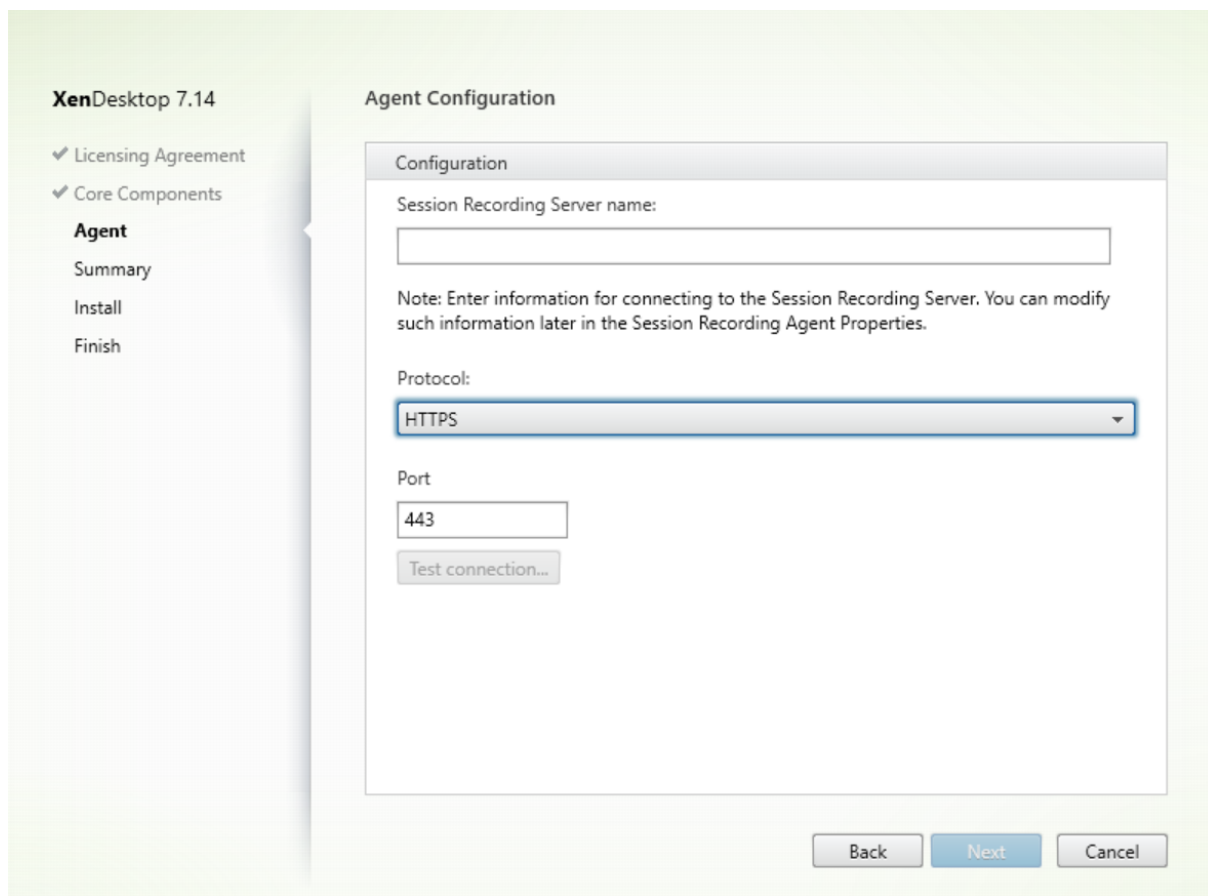 XenDesktop 7.14
Licensing Agreement
Core Components
Agent
Summary
Install
Finish
Agent Configuration
Configuration
Session Recording Server name:
Note: Enter information for connecting to the Session Recording Server. You can modify
such information later in the Session Recording Agent Properties.
Protocol:
HTTPS
Port
443
Test connection...
Back
Next
Cancel